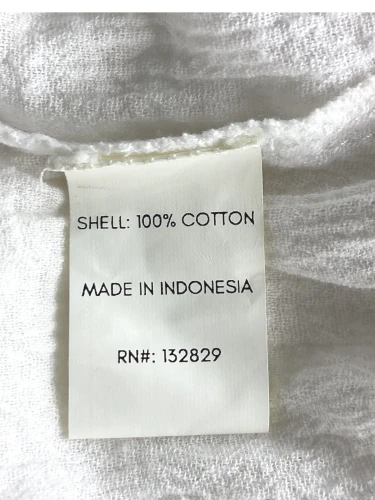 SHELL: 100% COTTON
MADE IN INDONESIA
RN#: 132829